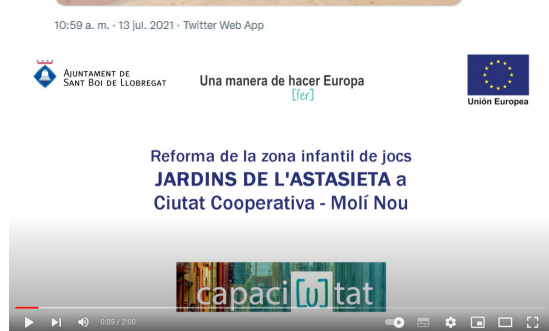 10:59 a. m. · 13 jul. 2021 · Twitter Web App
AJUNTAMENT DE
SANT BOI DE LLOBREGAT
Una manera de hacer Europa
[fer]
Unión Europea
Reforma de la zona infantil de jocs
JARDINS DE L'ASTASIETA a
Ciutat Cooperativa - Molí Nou
capaci[u]tat
0:05 / 2:00